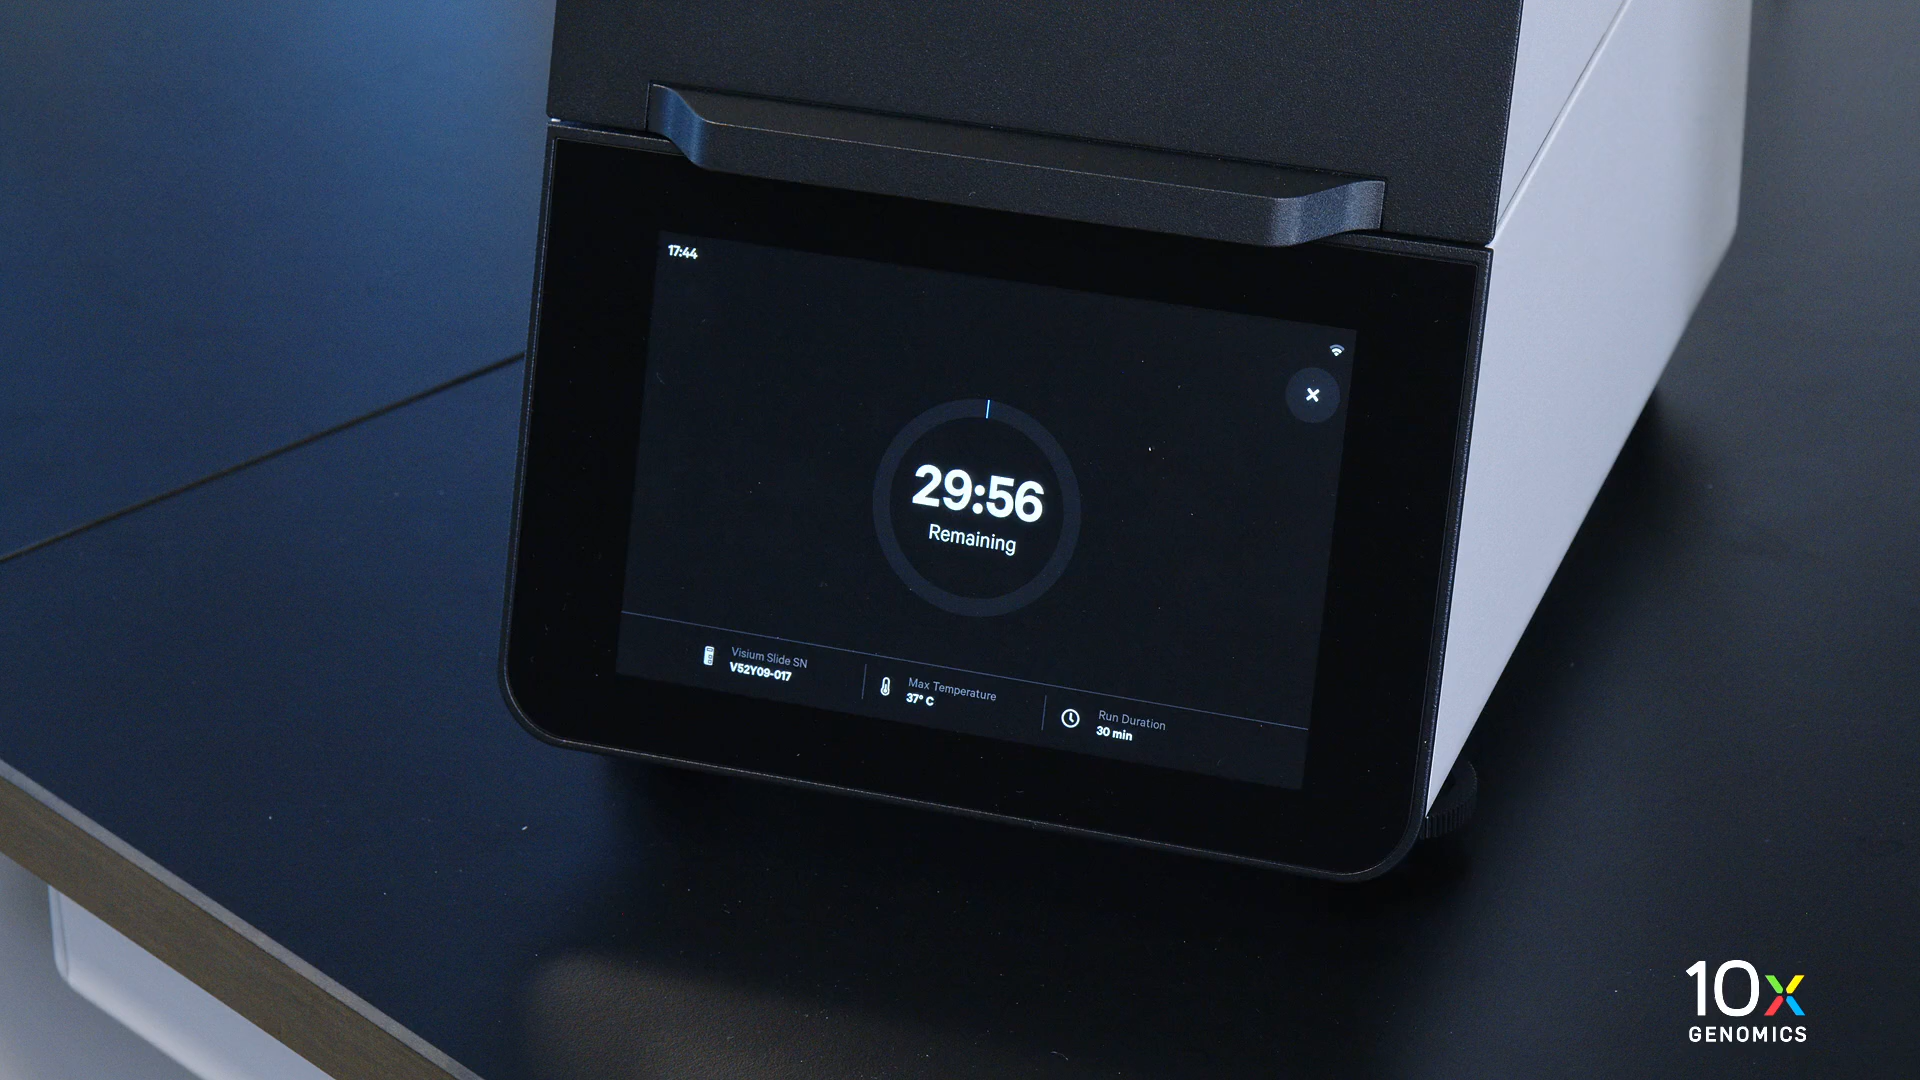 17:44
29:56
Remaining
Visium Slide SN
V52Y09-017
Max Temperature
37° C
Run Duration
30 min
10x
GENOMICS